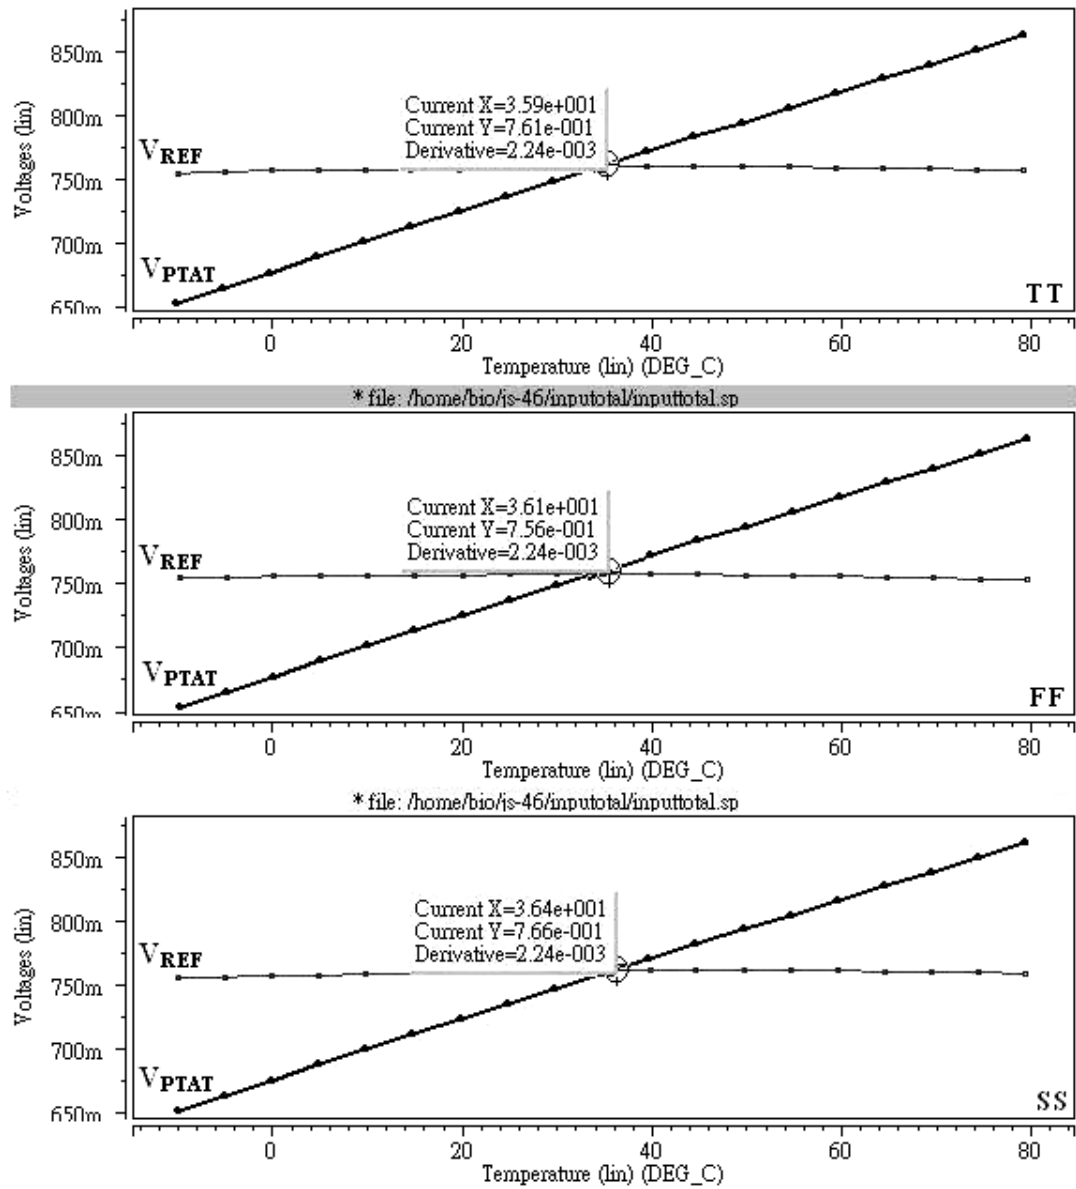 850m
800m
750m
700m
650m
Voltages (lin)
Current X=3.59e+001
Current Y=7.61e-001
Derivative=2.24e-003
VREF
VPTAT
TT
0 20 40 60 80
Temperature (lin) (DEG_C)
* file: /home/bio/js-46/inputotal/inputtotal.sp
850m
800m
750m
700m
650m
Voltages (lin)
Current X=3.61e+001
Current Y=7.56e-001
Derivative=2.24e-003
VREF
VPTAT
FF
0 20 40 60 80
Temperature (lin) (DEG_C)
* file: /home/bio/js-46/inputotal/inputtotal.sp
850m
800m
750m
700m
650m
Voltages (lin)
Current X=3.64e+001
Current Y=7.66e-001
Derivative=2.24e-003
VREF
VPTAT
SS
0 20 40 60 80
Temperature (lin) (DEG_C)